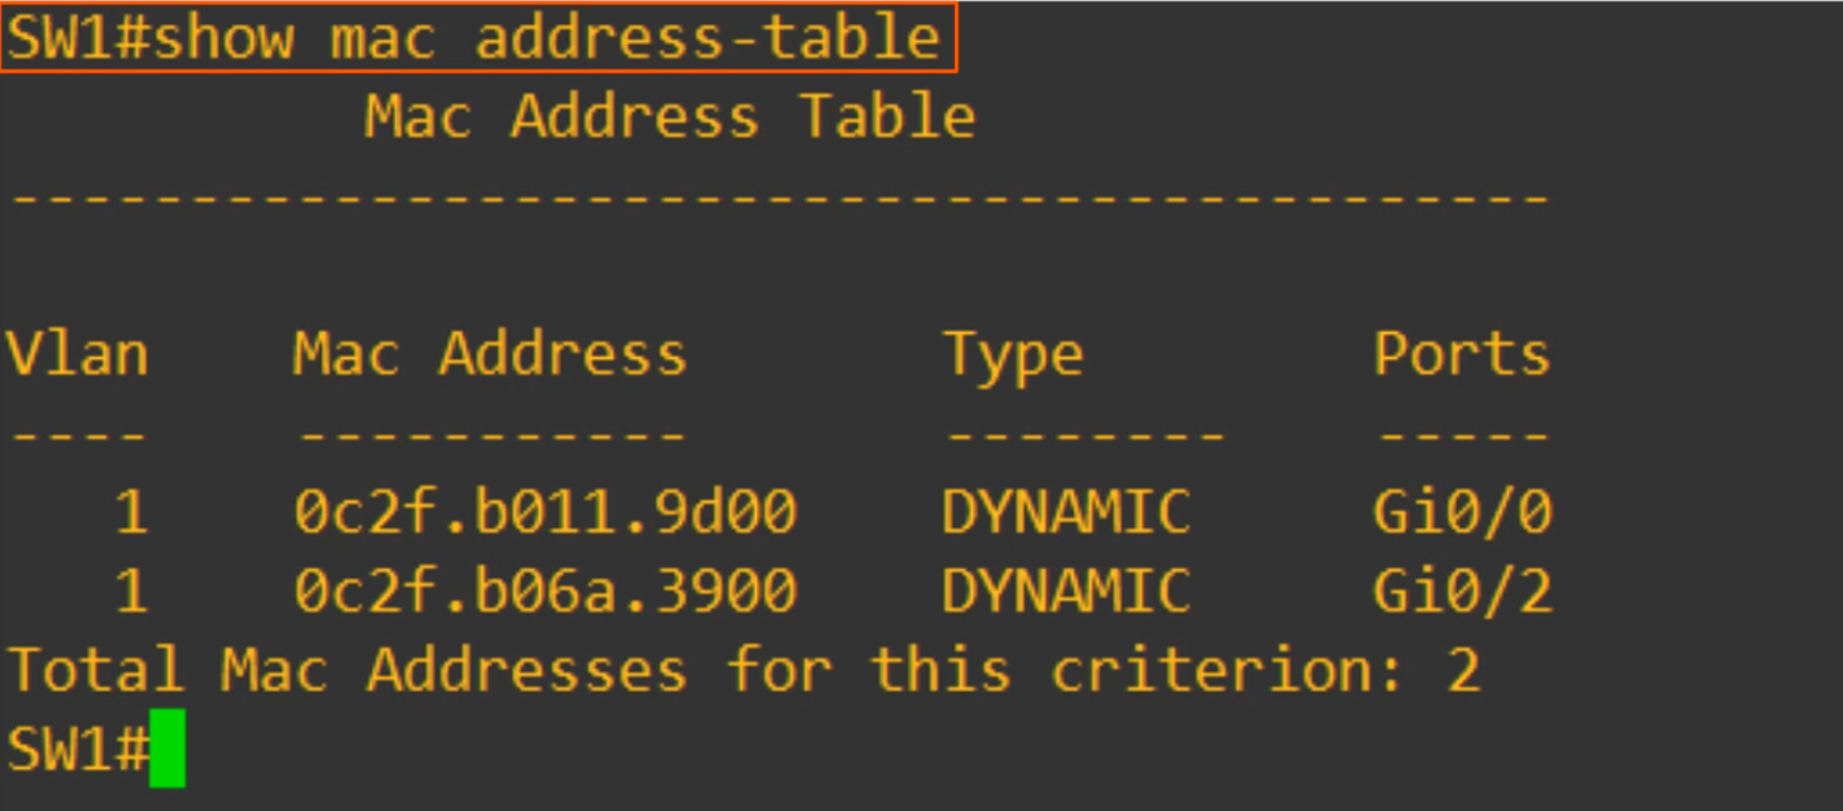 SW1#show mac address-table
          Mac Address Table
-------------------------------------------

Vlan    Mac Address       Type        Ports
----    -----------       --------    -----
   1    0c2f.b011.9d00    DYNAMIC     Gi0/0
   1    0c2f.b06a.3900    DYNAMIC     Gi0/2
Total Mac Addresses for this criterion: 2
SW1#